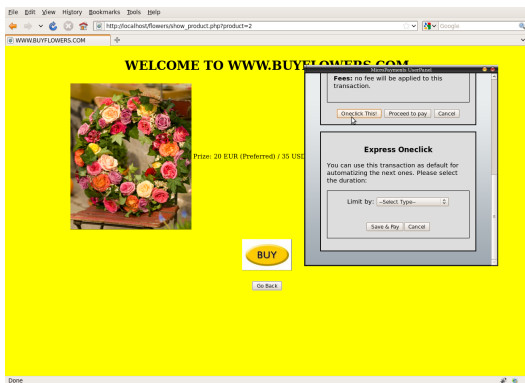 File Edit View History Bookmarks Tools Help
http://localhost/flowers/show_product.php?product=2
Google
WWW.BUYFLOWERS.COM
WELCOME TO WWW.BUYFLOWERS.COM
MicroPayments UserPanel
Fees: no fee will be applied to this
transaction.
Oneclick This! Proceed to pay Cancel
Prize: 20 EUR (Preferred) / 35 USD
Express Oneclick
You can use this transaction as default for
automatizing the next ones. Please select
the duration:
Limit by: --Select Type--
Save & Pay Cancel
BUY
Go Back
Done